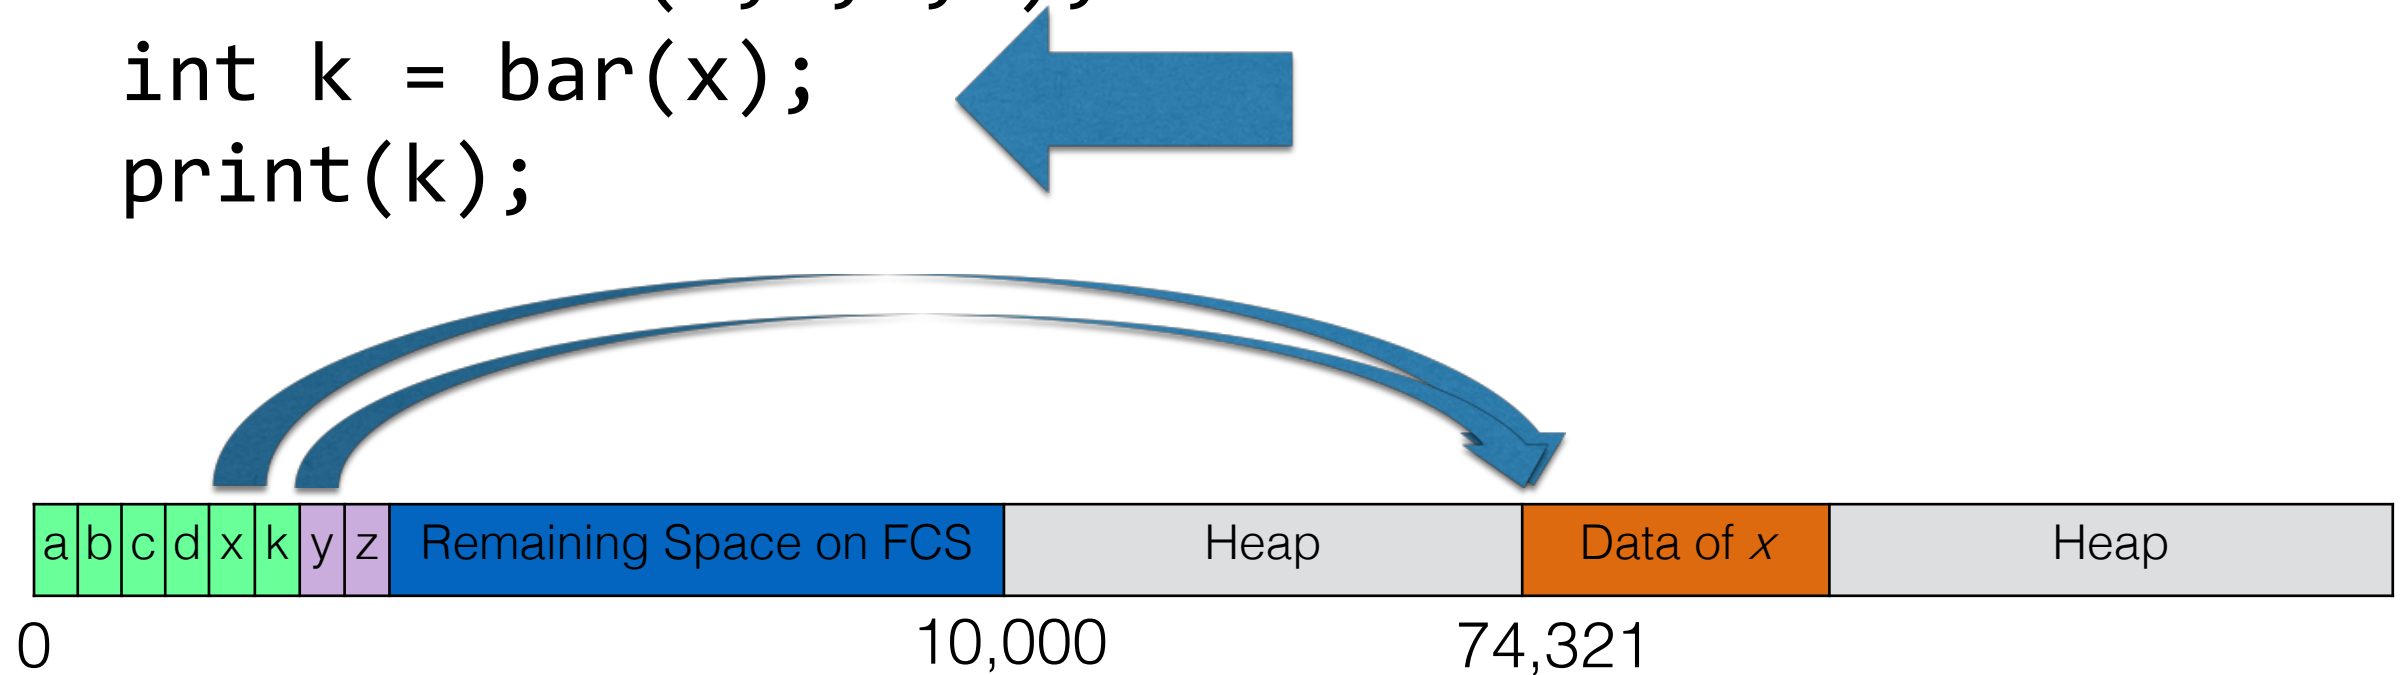 int k = bar(x);
print(k);
a b c d x k y z Remaining Space on FCS Heap Data of x Heap
0 10,000 74,321